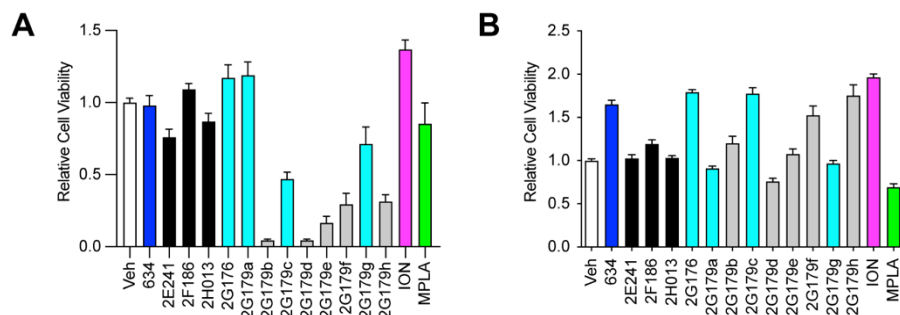 A
Relative Cell Viability
1.5
1.0
0.5
0.0
Veh
634
2E241
2F186
2H013
2G176
2G179a
2G179b
2G179c
2G179d
2G179e
2G179f
2G179g
2G179h
ION
MPLA
B
Relative Cell Viability
2.5
2.0
1.5
1.0
0.5
0.0
Veh
634
2E241
2F186
2H013
2G176
2G179a
2G179b
2G179c
2G179d
2G179e
2G179f
2G179g
2G179h
ION
MPLA